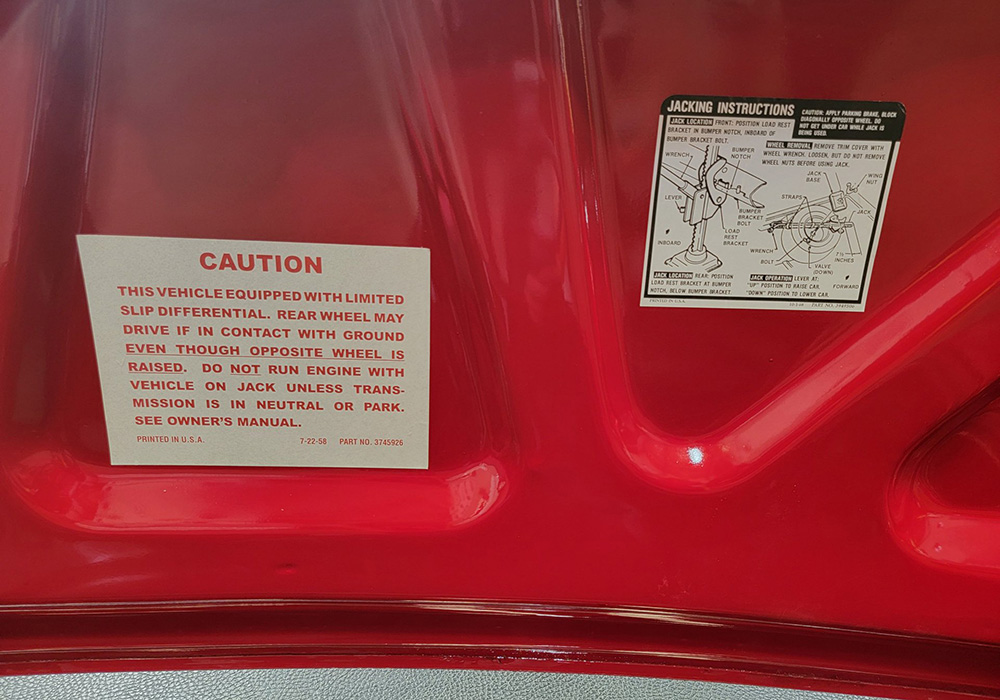 CAUTION
THIS VEHICLE EQUIPPED WITH LIMITED
SLIP DIFFERENTIAL. REAR WHEEL MAY
DRIVE IF IN CONTACT WITH GROUND
EVEN THOUGH OPPOSITE WHEEL IS
RAISED. DO NOT RUN ENGINE WITH
VEHICLE ON JACK UNLESS TRANS-
MISSION IS IN NEUTRAL OR PARK.
SEE OWNER'S MANUAL.
PRINTED IN U.S.A. 7-22-58 PART NO. 3745926
JACKING INSTRUCTIONS
CAUTION: APPLY PARKING BRAKE, BLOCK
DIAGONALLY OPPOSITE WHEEL. DO
NOT GET UNDER CAR WHILE JACK IS
BEING USED.
JACK LOCATION FRONT: POSITION LOAD REST
BRACKET IN BUMPER NOTCH, INBOARD OF
BUMPER BRACKET BOLT.
WHEEL REMOVAL REMOVE TRIM COVER WITH
WHEEL WRENCH. LOOSEN, BUT DO NOT REMOVE
WHEEL NUTS BEFORE USING JACK.
WRENCH
BUMPER
NOTCH
LEVER
BUMPER
BRACKET
BOLT
LOAD
REST
BRACKET
INBOARD
JACK
BASE
WING
NUT
STRAPS
JACK
WRENCH
BOLT
VALVE
(DOWN)
7½
INCHES
FORWARD
JACK LOCATION REAR: POSITION
LOAD REST BRACKET AT BUMPER
NOTCH, BELOW BUMPER BRACKET.
JACK OPERATION LEVER AT:
"UP" POSITION TO RAISE CAR.
"DOWN" POSITION TO LOWER CAR.
PRINTED IN U.S.A. PART NO.